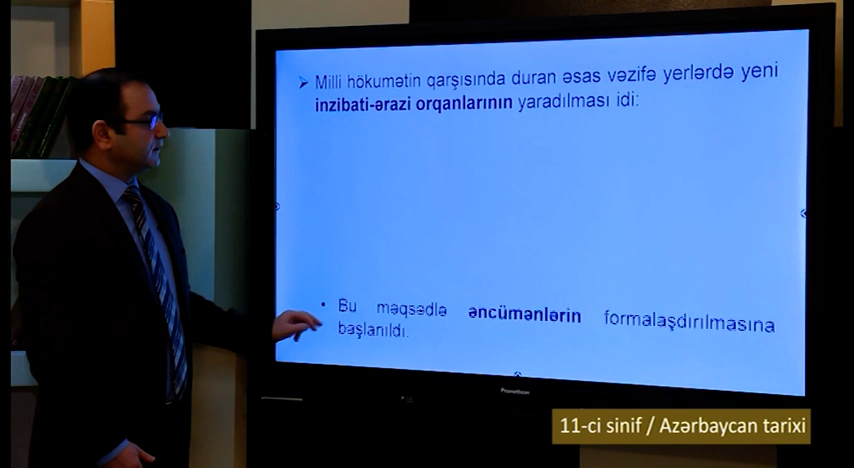 Milli hökumətin qarşısında duran əsas vəzifə yerlərdə yeni
inzibati-ərazi orqanlarının yaradılması idi:
Bu məqsədlə əncümənlərin formalaşdırılmasına
başlanıldı.
Promethean
11-ci sinif / Azərbaycan tarixi